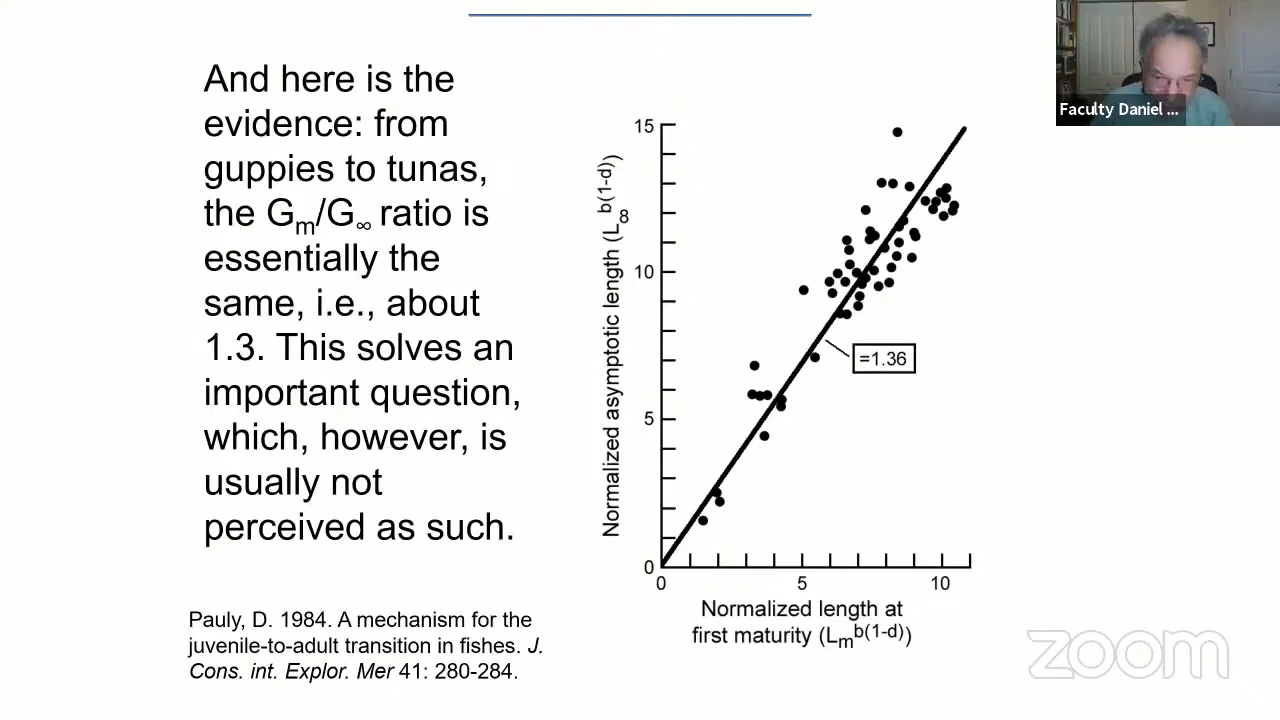 And here is the
evidence: from
guppies to tunas,
the Gm/G∞ ratio is
essentially the
same, i.e., about
1.3. This solves an
important question,
which, however, is
usually not
perceived as such.
Pauly, D. 1984. A mechanism for the
juvenile-to-adult transition in fishes. J.
Cons. int. Explor. Mer 41: 280-284.
Normalized asymptotic length (L∞b(1-d))
15
10
5
0
=1.36
0 5 10
Normalized length at
first maturity (Lmb(1-d))
Faculty Daniel ...
zoom